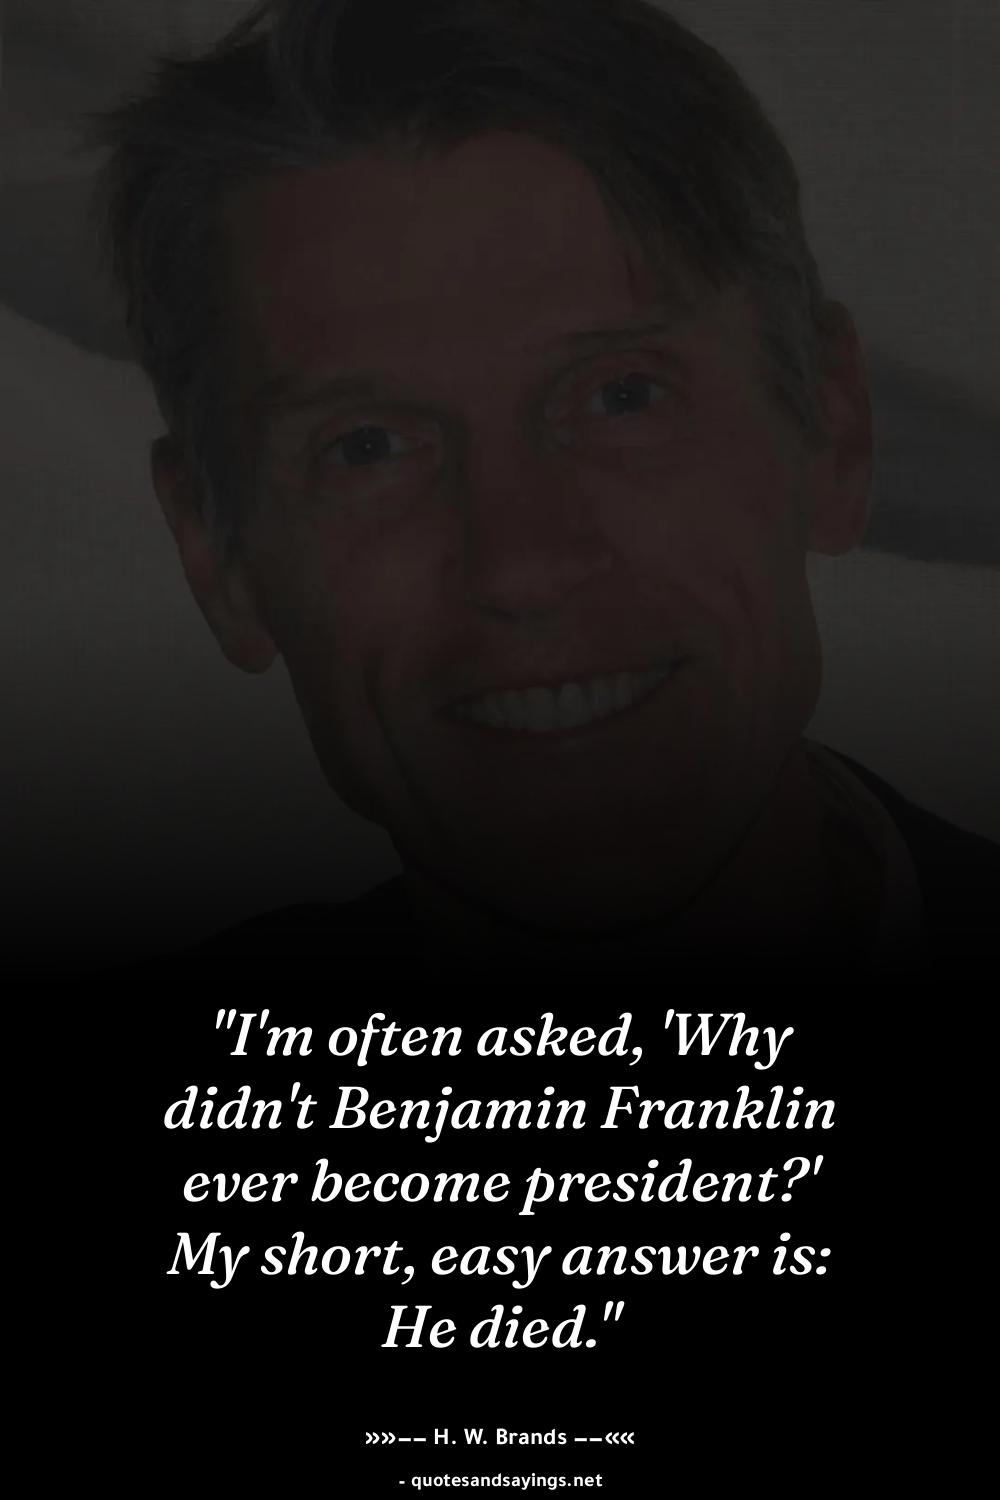 "I'm often asked, 'Why
didn't Benjamin Franklin
ever become president?'
My short, easy answer is:
He died."
»»—— H. W. Brands ——««
- quotesandsayings.net